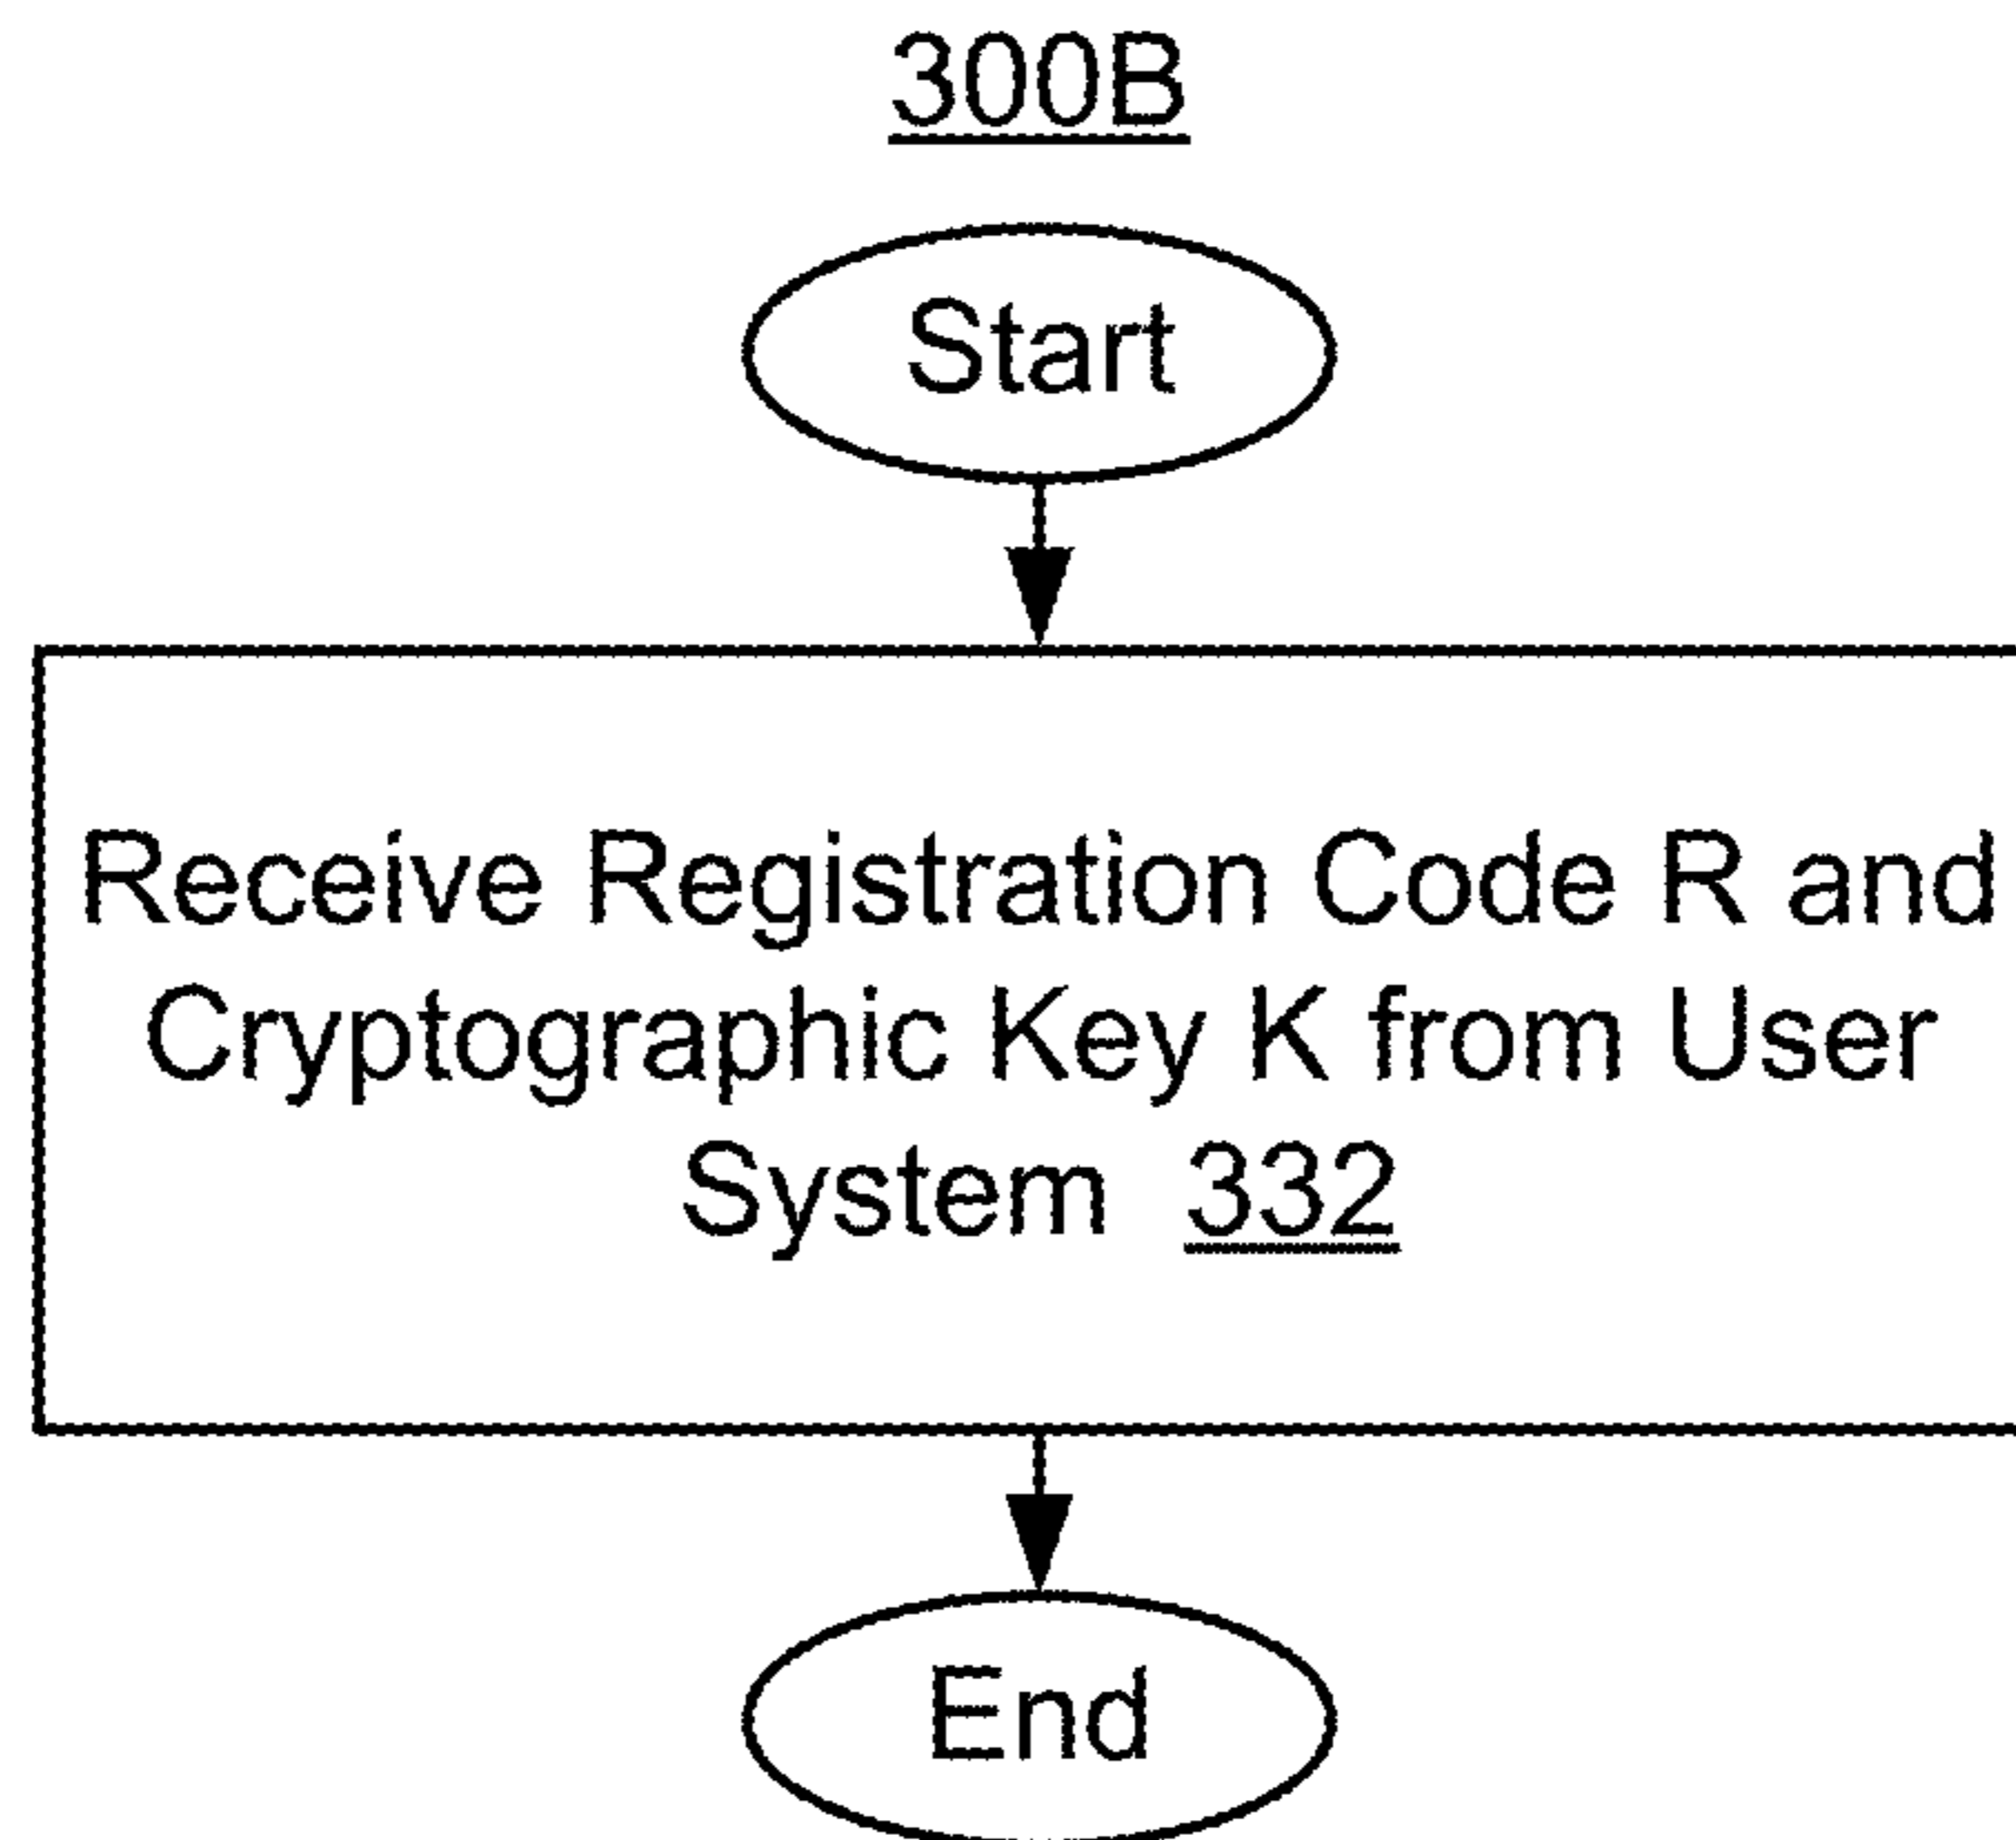 300B
Start
Receive Registration Code R and
Cryptographic Key K from User
System 332
End